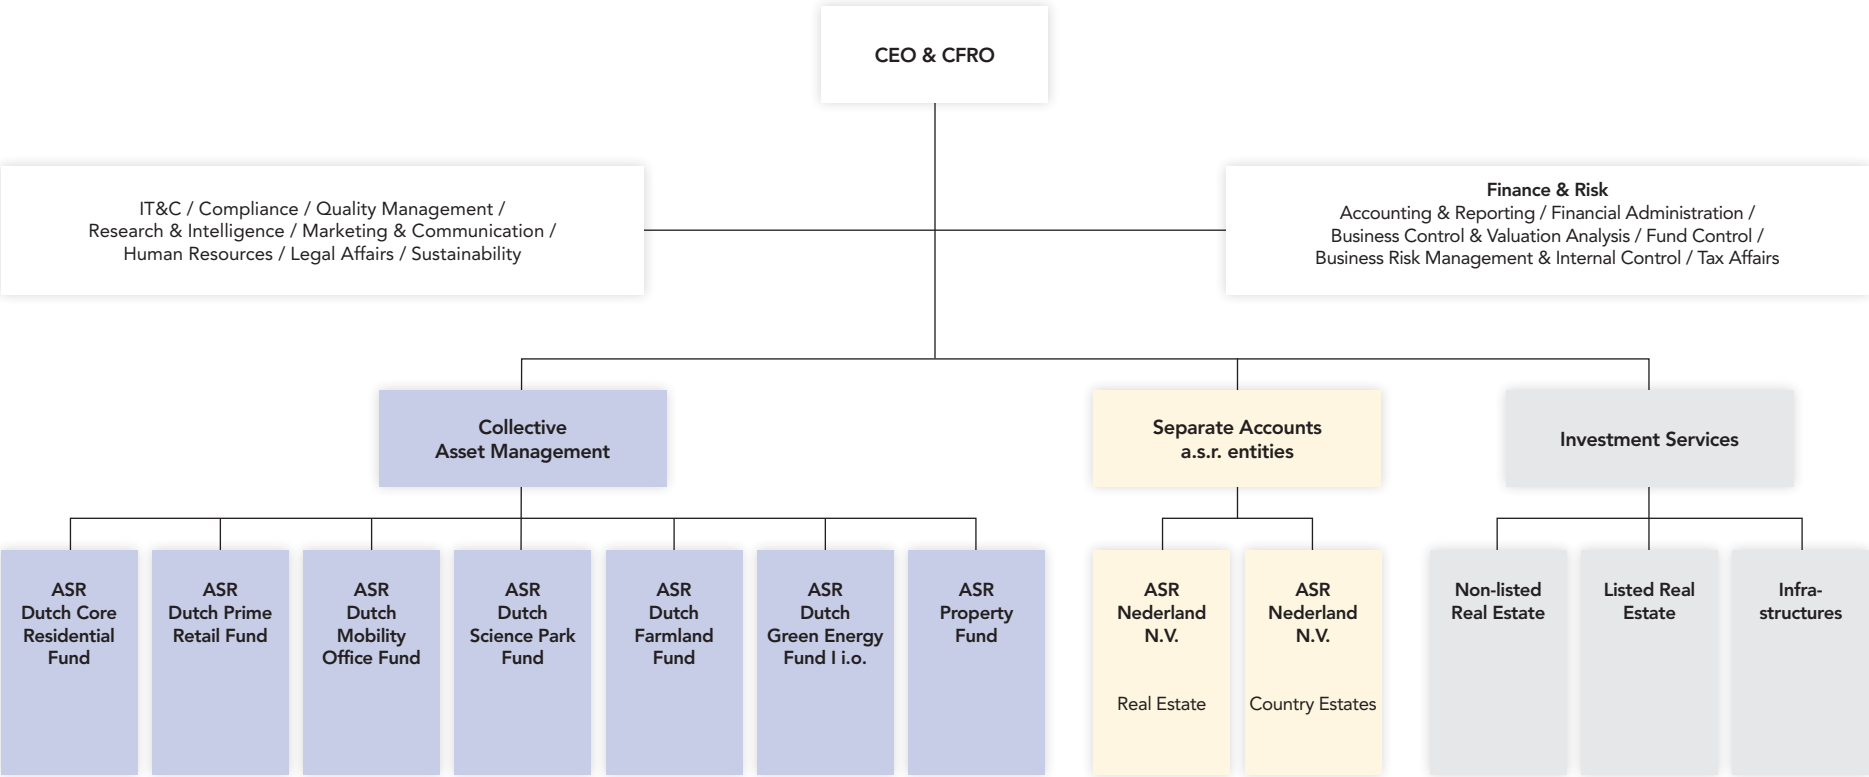 CEO & CFRO
IT&C / Compliance / Quality Management /
Research & Intelligence / Marketing & Communication /
Human Resources / Legal Affairs / Sustainability
Finance & Risk
Accounting & Reporting / Financial Administration /
Business Control & Valuation Analysis / Fund Control /
Business Risk Management & Internal Control / Tax Affairs
Collective
Asset Management
Separate Accounts
a.s.r. entities
Investment Services
ASR
Dutch Core
Residential
Fund
ASR
Dutch Prime
Retail Fund
ASR
Dutch
Mobility
Office Fund
ASR
Dutch
Science Park
Fund
ASR
Dutch
Farmland
Fund
ASR
Dutch
Green Energy
Fund I i.o.
ASR
Property
Fund
ASR
Nederland
N.V.
Real Estate
ASR
Nederland
N.V.
Country Estates
Non-listed
Real Estate
Listed Real
Estate
Infra-
structures